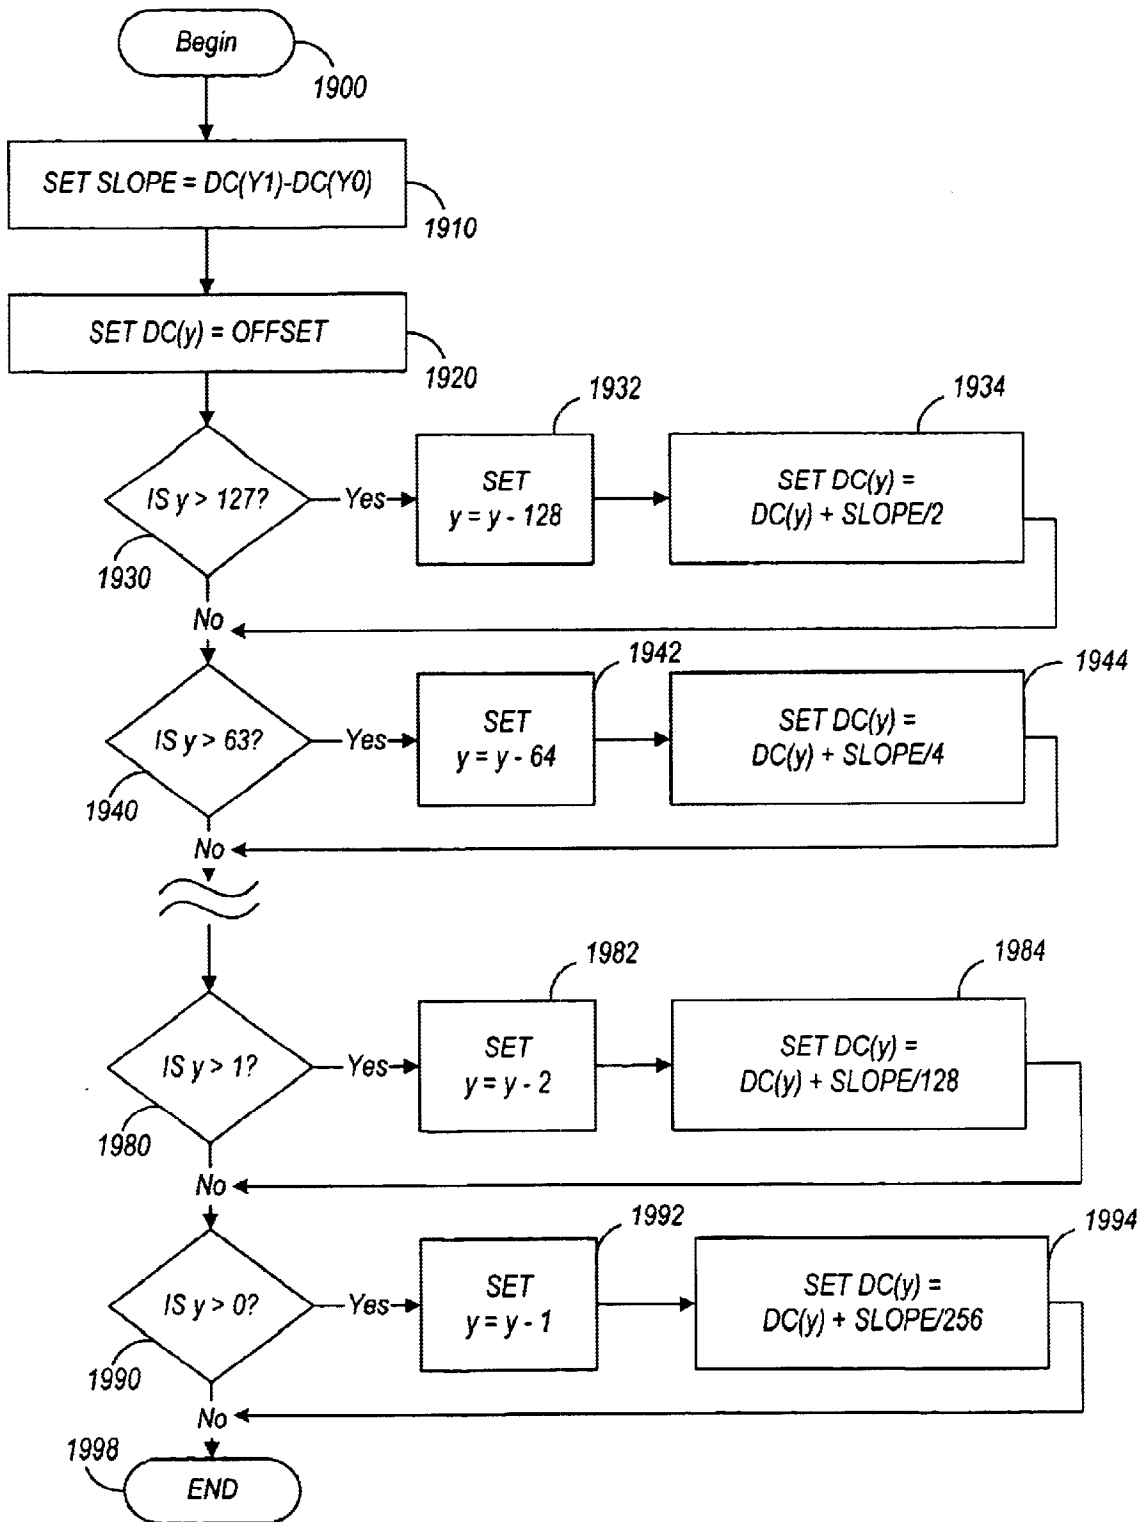 Begin
1900
SET SLOPE = DC(Y1)-DC(Y0)
1910
SET DC(y) = OFFSET
1920
1932
1934
IS y > 127?
Yes
SET
y = y - 128
SET DC(y) =
DC(y) + SLOPE/2
1930
No
1942
1944
IS y > 63?
Yes
SET
y = y - 64
SET DC(y) =
DC(y) + SLOPE/4
1940
No
1982
1984
IS y > 1?
Yes
SET
y = y - 2
SET DC(y) =
DC(y) + SLOPE/128
1980
No
1992
1994
IS y > 0?
Yes
SET
y = y - 1
SET DC(y) =
DC(y) + SLOPE/256
1990
No
1998
END